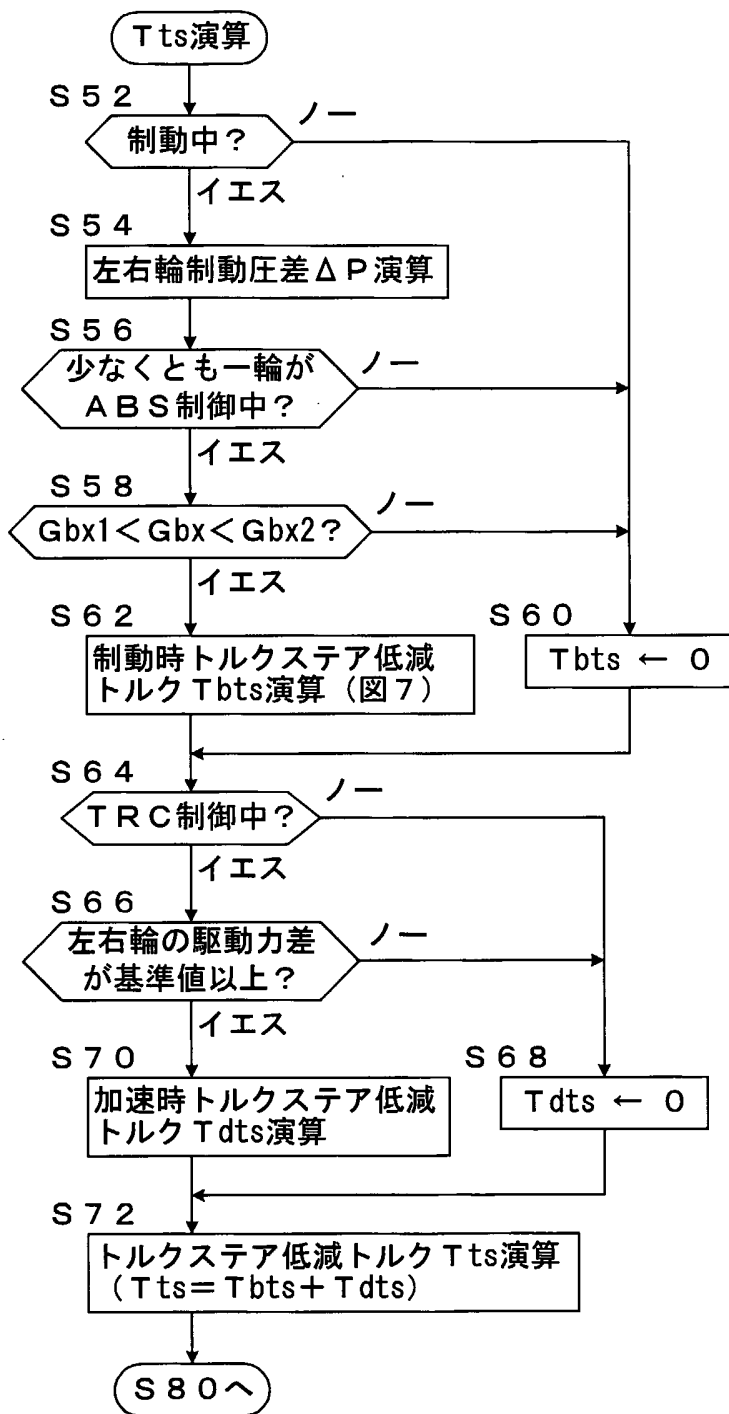 Tts演算
S52
制動中?
ノー
イエス
S54
左右輪制動圧差ΔP演算
S56
少なくとも一輪が
ABS制御中?
ノー
イエス
S58
Gbx1<Gbx<Gbx2?
ノー
イエス
S62
制動時トルクステア低減
トルクTbts演算(図7)
S60
Tbts ← 0
S64
TRC制御中?
ノー
イエス
S66
左右輪の駆動力差
が基準値以上?
ノー
イエス
S70
加速時トルクステア低減
トルクTdts演算
S68
Tdts ← 0
S72
トルクステア低減トルクTts演算
(Tts=Tbts+Tdts)
S80へ